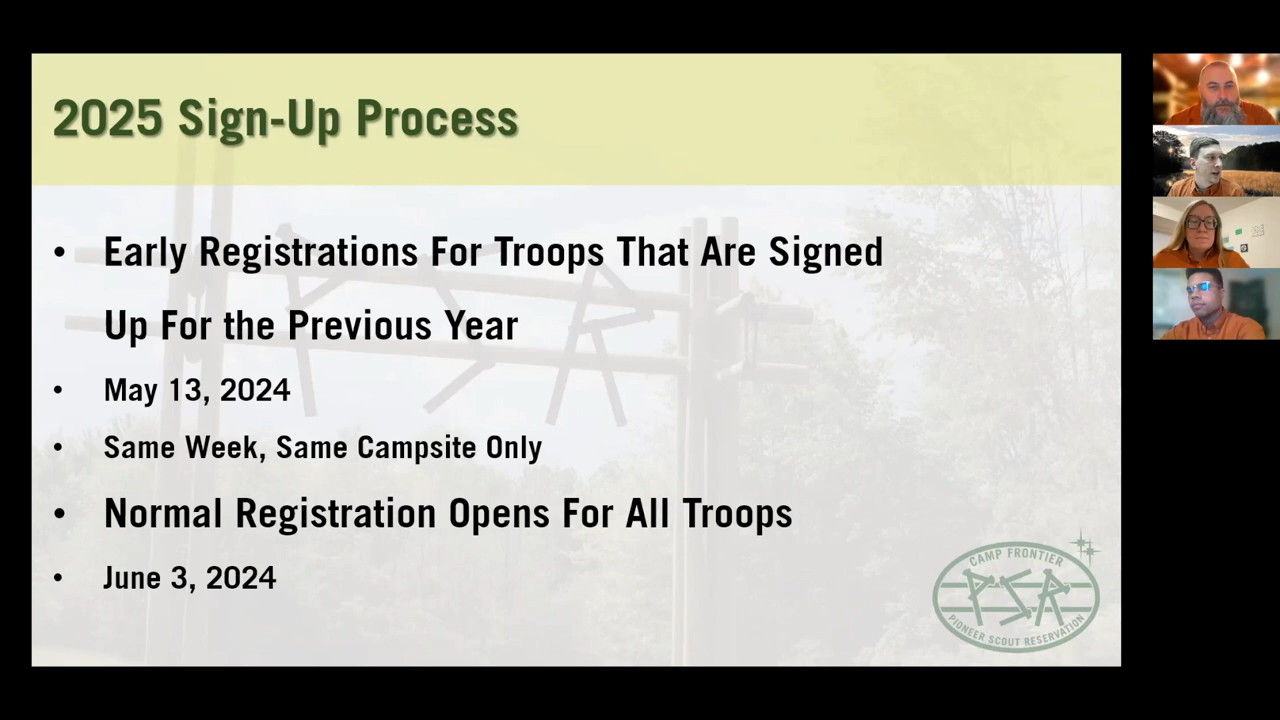 2025 Sign-Up Process
• Early Registrations For Troops That Are Signed
Up For the Previous Year
• May 13, 2024
• Same Week, Same Campsite Only
• Normal Registration Opens For All Troops
• June 3, 2024
CAMP FRONTIER
PSR
PIONEER SCOUT RESERVATION